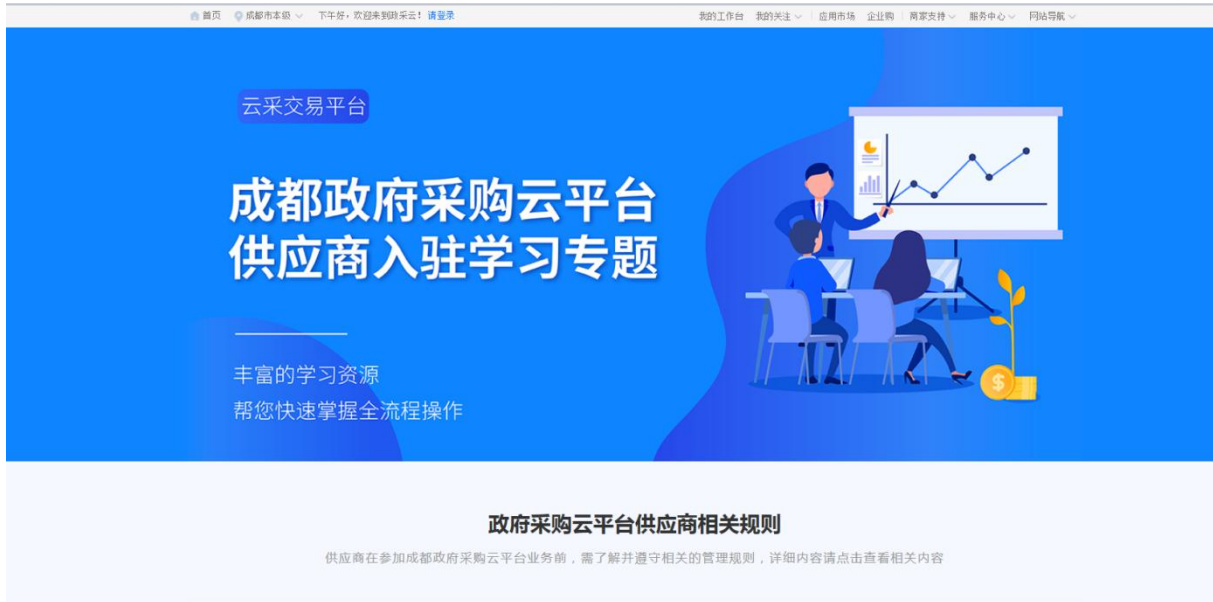 首页 成都市本级 下午好，欢迎来到政采云！ 请登录 我的工作台 我的关注 应用市场 企业购 商家支持 服务中心 网站导航
云采交易平台
成都政府采购云平台
供应商入驻学习专题
丰富的学习资源
帮您快速掌握全流程操作
政府采购云平台供应商相关规则
供应商在参加成都政府采购云平台业务前，需了解并遵守相关的管理规则，详细内容请点击查看相关内容